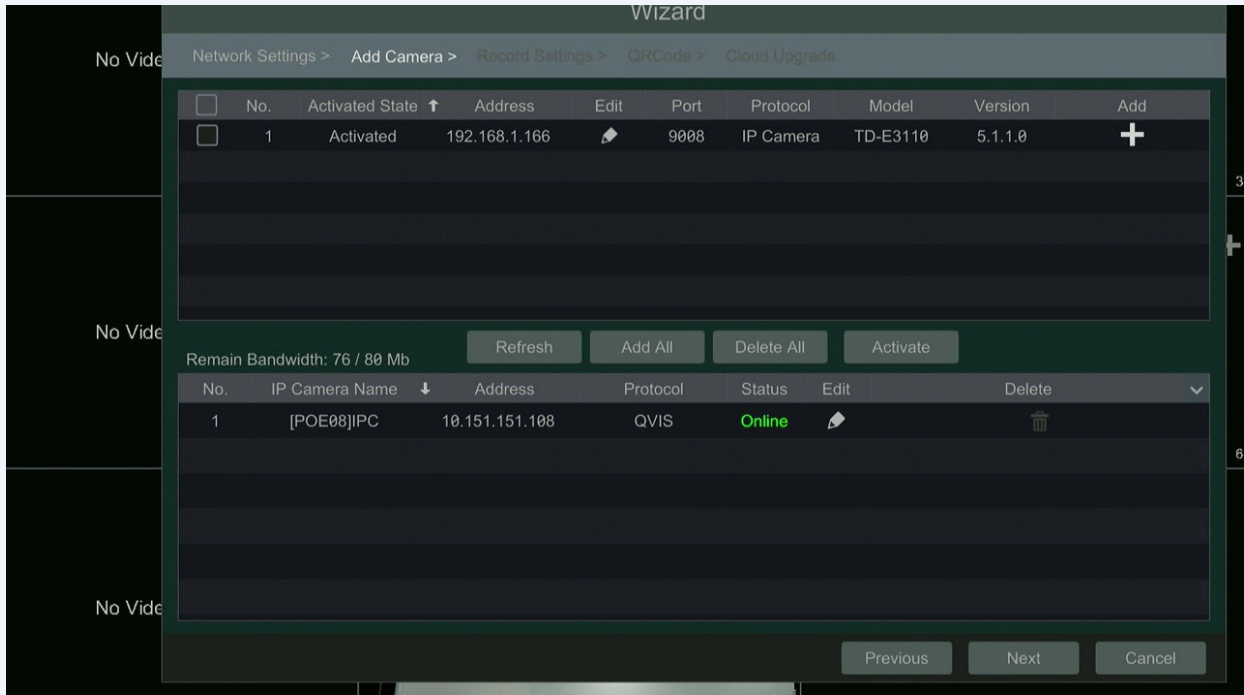 Wizard
Network Settings > Add Camera > Record Settings > QRCode > Cloud Upgrade
No. Activated State ↑ Address Edit Port Protocol Model Version Add
1 Activated 192.168.1.166 9008 IP Camera TD-E3110 5.1.1.0
Refresh Add All Delete All Activate
Remain Bandwidth: 76 / 80 Mb
No. IP Camera Name ↓ Address Protocol Status Edit Delete
1 [POE08]IPC 10.151.151.108 QVIS Online
Previous Next Cancel
No Vide
No Vide
No Vide
3
6